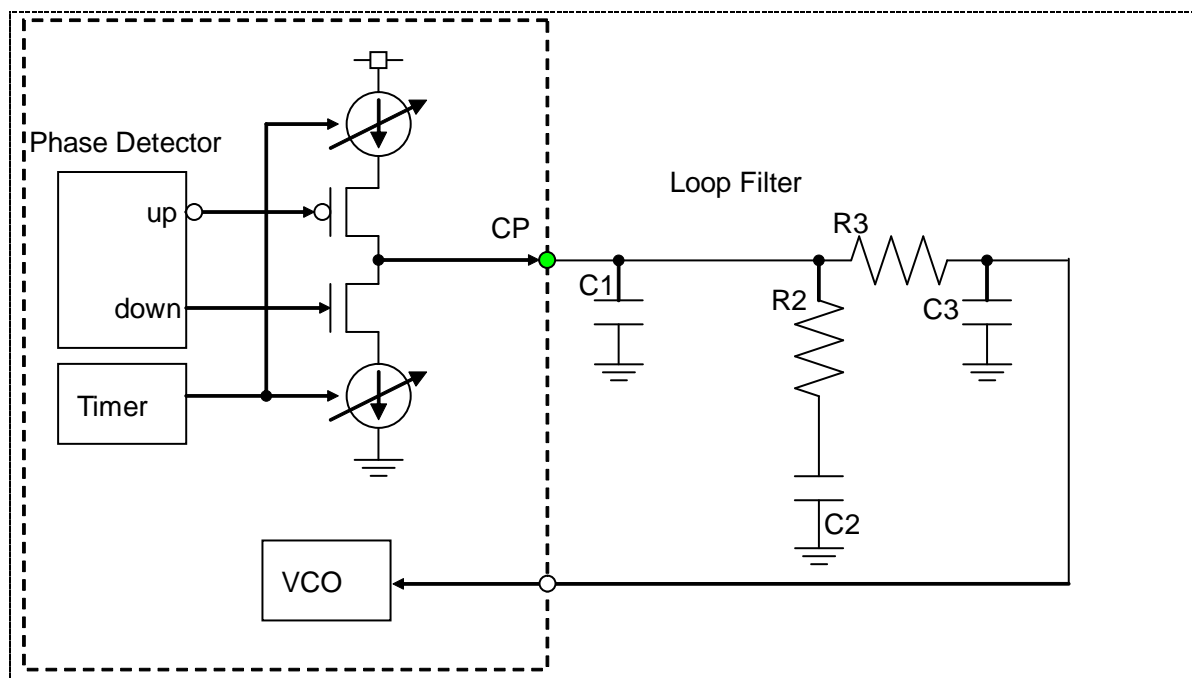 Phase Detector
up
down
Timer
CP
Loop Filter
C1
R3
R2
C3
C2
VCO